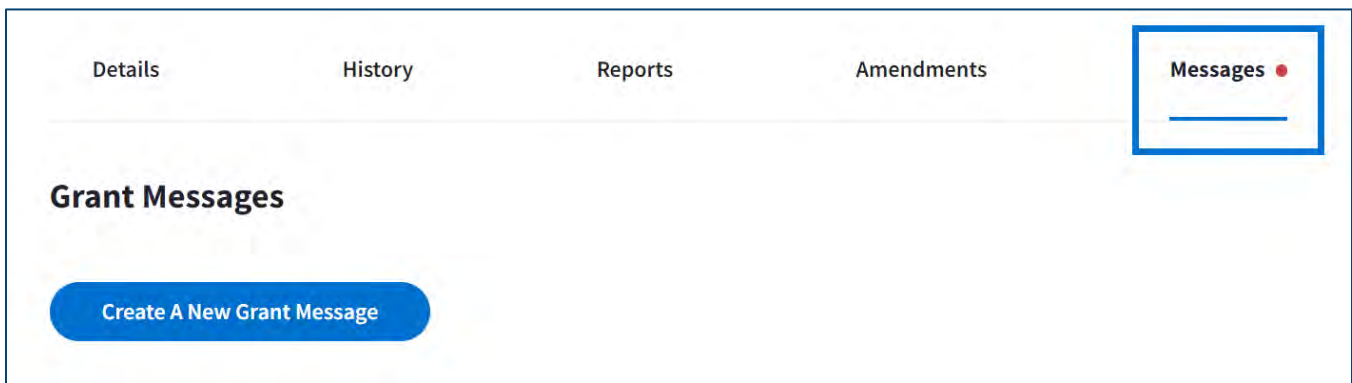 Details History Reports Amendments Messages
Grant Messages
Create A New Grant Message